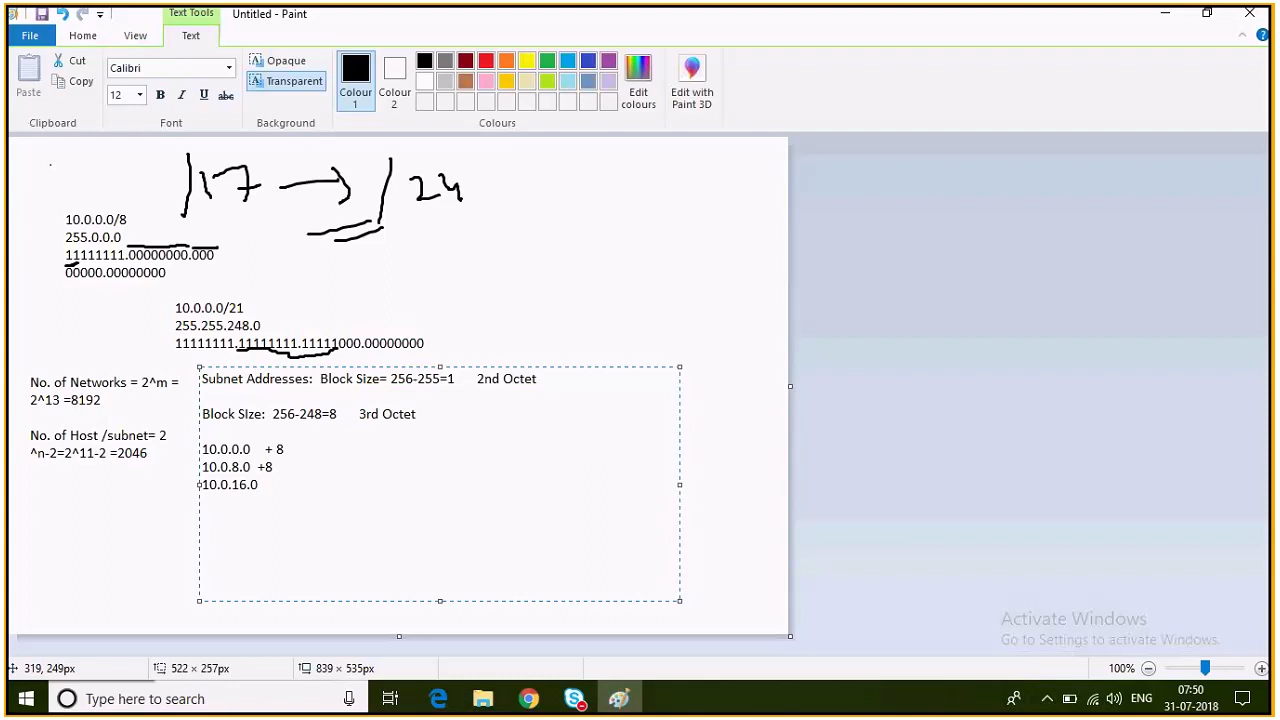 Text Tools
Untitled - Paint
File Home View Text
Paste
Cut
Copy
Clipboard
Calibri
12 B I U abc
Font
Opaque
Transparent
Background
Colour 1
Colour 2
Edit colours
Colours
Edit with Paint 3D
/17 → /24
10.0.0.0/8
255.0.0.0
11111111.00000000.000
00000.00000000
10.0.0.0/21
255.255.248.0
11111111.11111111.11111000.00000000
No. of Networks = 2^m =
2^13 =8192
No. of Host /subnet= 2
^n-2=2^11-2 =2046
Subnet Addresses: Block Size= 256-255=1 2nd Octet
Block SIze: 256-248=8 3rd Octet
10.0.0.0 + 8
10.0.8.0 +8
10.0.16.0
Activate Windows
Go to Settings to activate Windows.
319, 249px 522 × 257px 839 × 535px 100%
Type here to search
ENG
07:50
31-07-2018